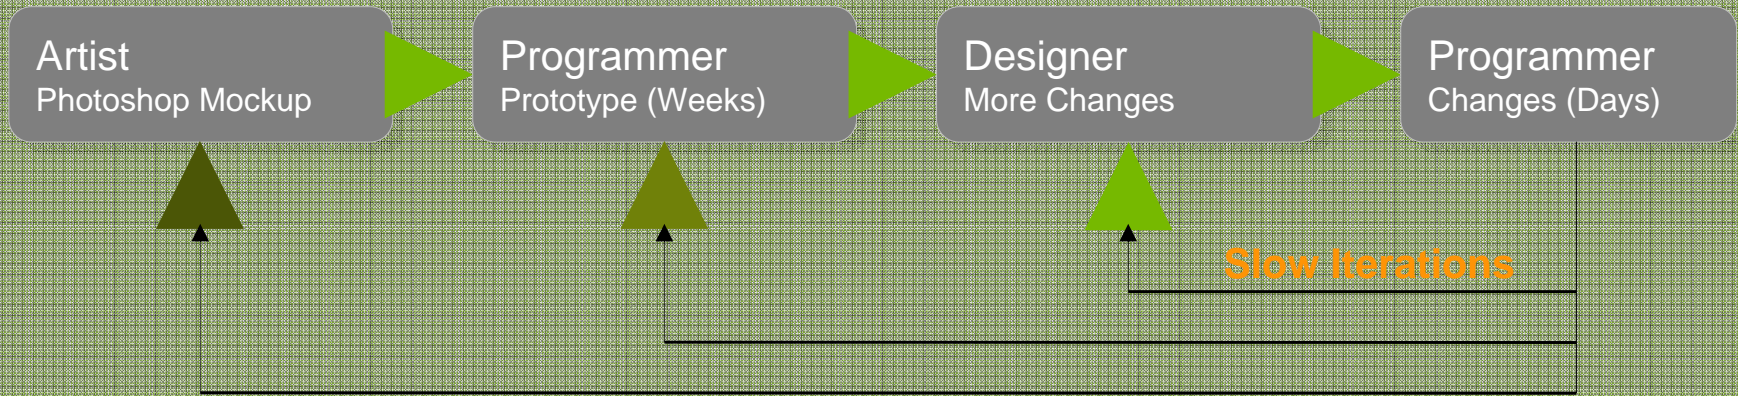 Artist
Photoshop Mockup
Programmer
Prototype (Weeks)
Designer
More Changes
Programmer
Changes (Days)
Slow Iterations